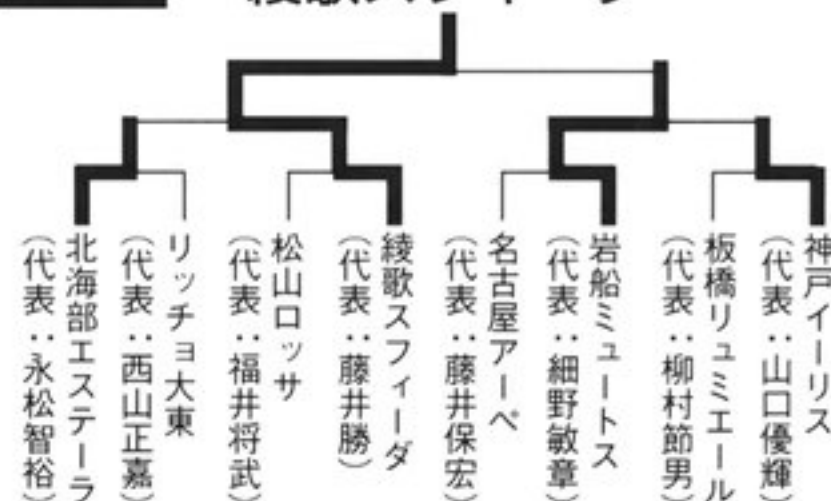 綾歌スフィーダ
北海部エステーラ
（代表：永松智裕）
リッチョ大東
（代表：西山正嘉）
松山ロッサ
（代表：福井将武）
綾歌スフィーダ
（代表：藤井勝）
名古屋アーペ
（代表：藤井保宏）
岩船ミュートス
（代表：細野敏章）
板橋リュミエール
（代表：柳村節男）
神戸イーリス
（代表：山口優輝）